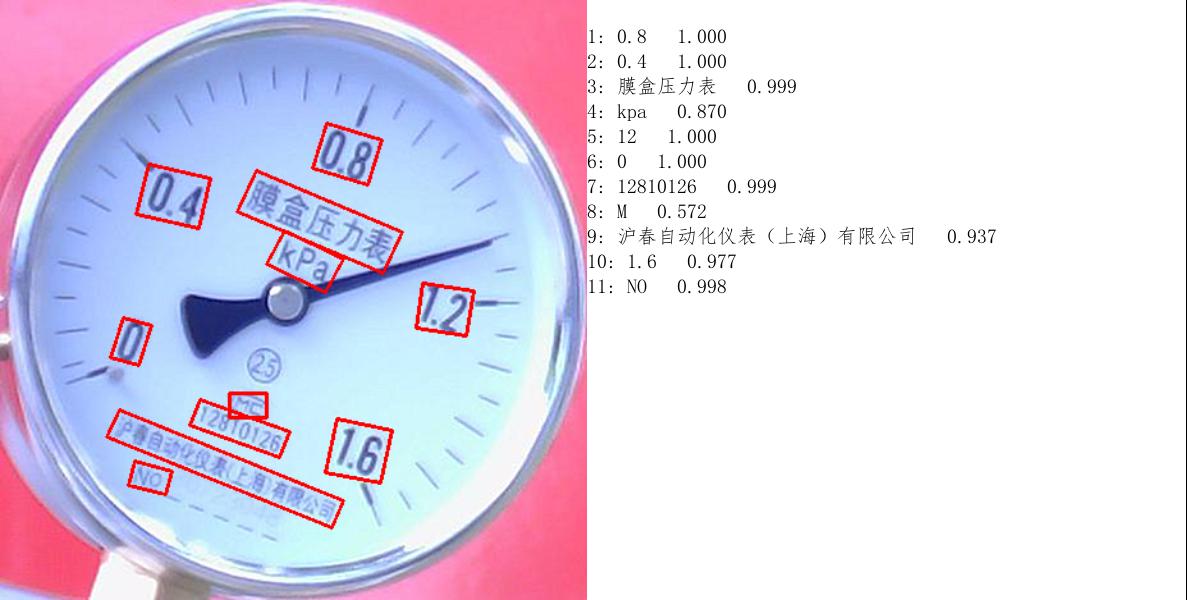 0.8
0.4
膜盒压力表
kPa
1.2
0
2.5
12810126
1.6
沪春自动化仪表(上海)有限公司
NO
1: 0.8 1.000
2: 0.4 1.000
3: 膜盒压力表 0.999
4: kpa 0.870
5: 12 1.000
6: 0 1.000
7: 12810126 0.999
8: M 0.572
9: 沪春自动化仪表（上海）有限公司 0.937
10: 1.6 0.977
11: NO 0.998